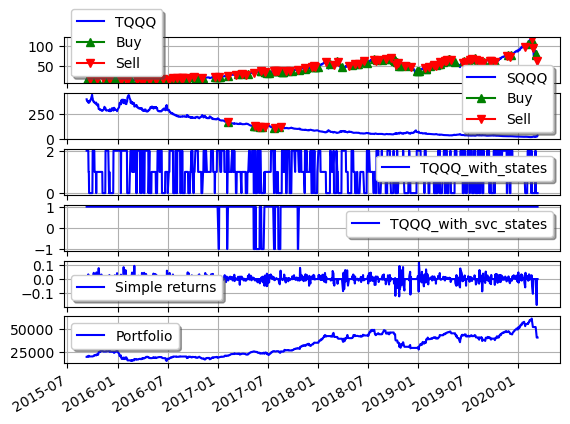 TQQQ
Buy
Sell
100
50
SQQQ
Buy
Sell
250
0
2
0
TQQQ_with_states
1
0
−1
TQQQ_with_svc_states
0.1
0.0
−0.1
Simple returns
50000
25000
Portfolio
2015-07
2016-01
2016-07
2017-01
2017-07
2018-01
2018-07
2019-01
2019-07
2020-01